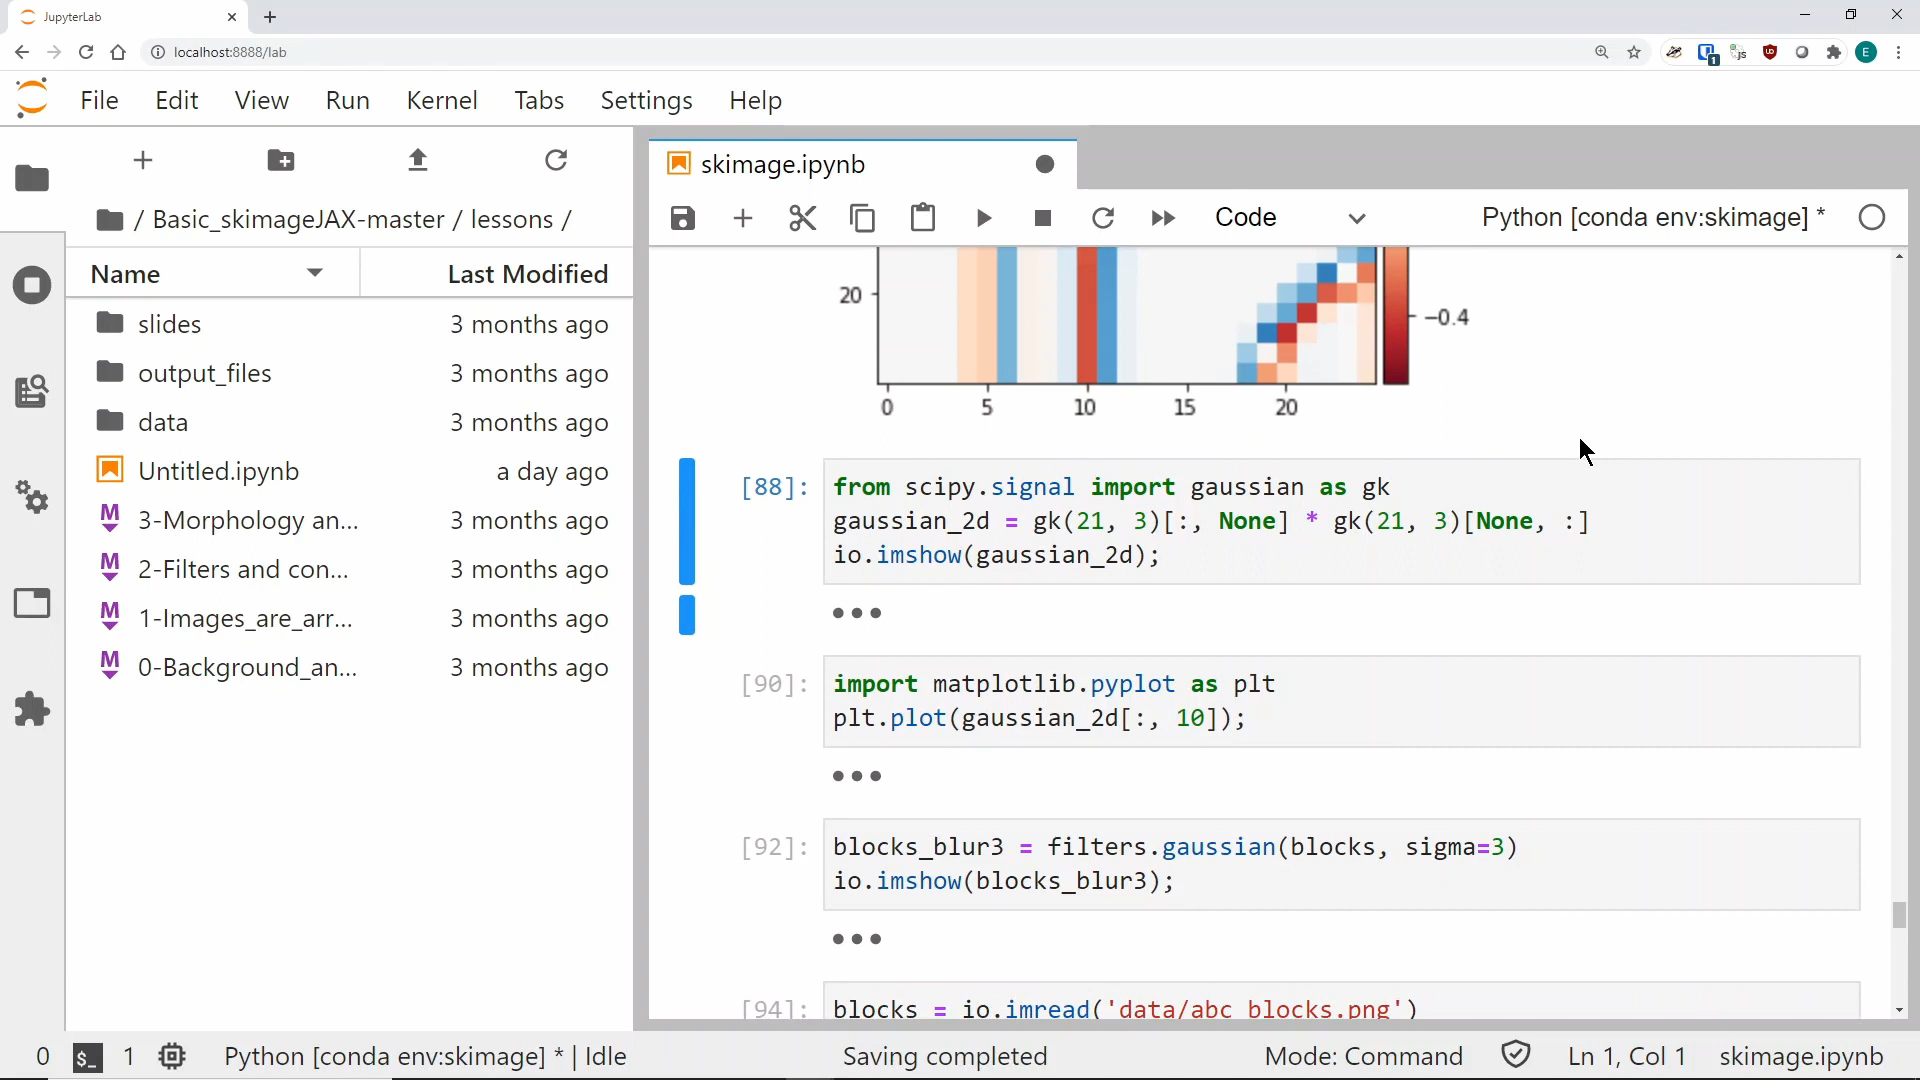 JupyterLab
localhost:8888/lab
1
JS
E
File Edit View Run Kernel Tabs Settings Help
skimage.ipynb
/ Basic_skimageJAX-master / lessons /
Code
Python [conda env:skimage] *
Name Last Modified
slides 3 months ago
output_files 3 months ago
data 3 months ago
Untitled.ipynb a day ago
3-Morphology an... 3 months ago
2-Filters and con... 3 months ago
1-Images_are_arr... 3 months ago
0-Background_an... 3 months ago
20
−0.4
0 5 10 15 20
[88]: from scipy.signal import gaussian as gk
gaussian_2d = gk(21, 3)[:, None] * gk(21, 3)[None, :]
io.imshow(gaussian_2d);
[90]: import matplotlib.pyplot as plt
plt.plot(gaussian_2d[:, 10]);
[92]: blocks_blur3 = filters.gaussian(blocks, sigma=3)
io.imshow(blocks_blur3);
[94]: blocks = io.imread('data/abc_blocks.png')
0 $_ 1 Python [conda env:skimage] * | Idle Saving completed Mode: Command Ln 1, Col 1 skimage.ipynb